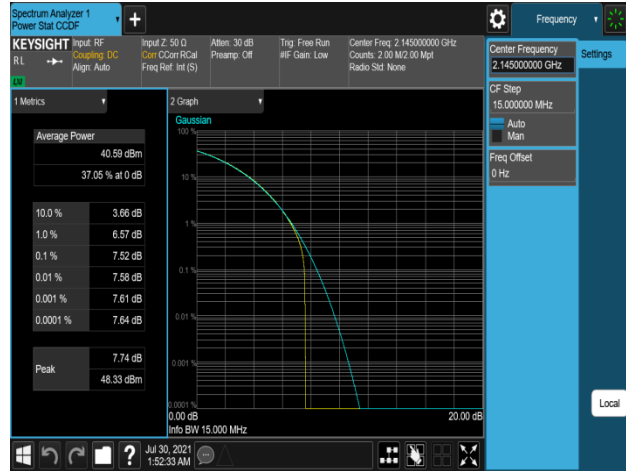 Spectrum Analyzer 1
Power Stat CCDF
Frequency
KEYSIGHT
RL
Input: RF
Coupling: DC
Align: Auto
Input Z: 50 Ω
Corr CCorr RCal
Freq Ref: Int (S)
Atten: 30 dB
Preamp: Off
Trig: Free Run
#IF Gain: Low
Center Freq: 2.145000000 GHz
Counts: 2.00 M/2.00 Mpt
Radio Std: None
Center Frequency
2.145000000 GHz
Settings
CF Step
15.000000 MHz
Auto
Man
Freq Offset
0 Hz
1 Metrics
Average Power
40.59 dBm
37.05 % at 0 dB
10.0 % 3.66 dB
1.0 % 6.57 dB
0.1 % 7.52 dB
0.01 % 7.58 dB
0.001 % 7.61 dB
0.0001 % 7.64 dB
Peak
7.74 dB
48.33 dBm
2 Graph
Gaussian
100 %
10 %
1 %
0.1 %
0.01 %
0.001 %
0.0001 %
0.00 dB 20.00 dB
Info BW 15.000 MHz
Local
?
Jul 30, 2021
1:52:33 AM